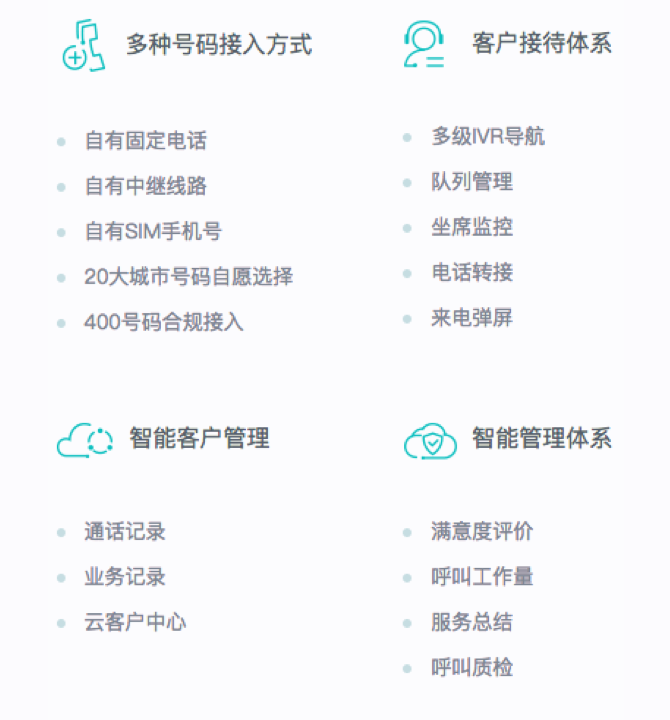 多种号码接入方式
自有固定电话
自有中继线路
自有SIM手机号
20大城市号码自愿选择
400号码合规接入
客户接待体系
多级IVR导航
队列管理
坐席监控
电话转接
来电弹屏
智能客户管理
通话记录
业务记录
云客户中心
智能管理体系
满意度评价
呼叫工作量
服务总结
呼叫质检